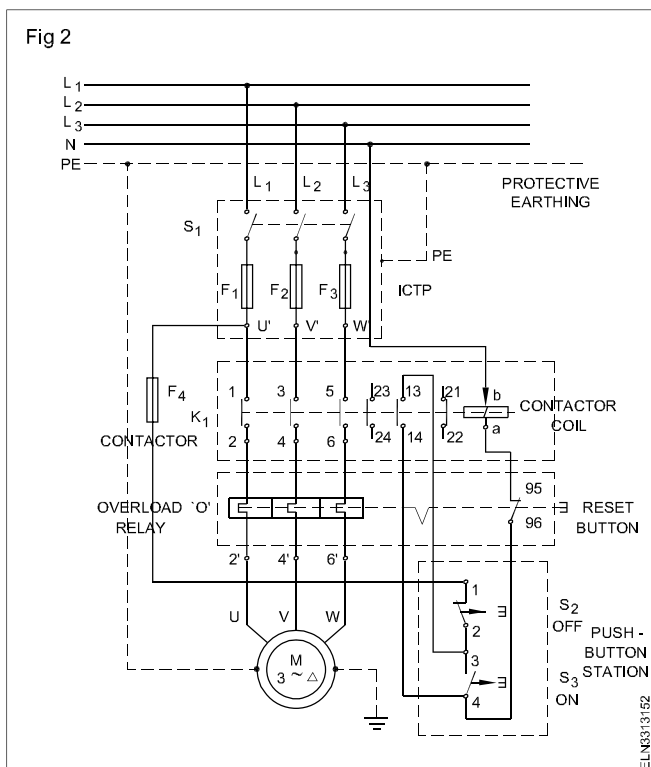 Fig 2
L1
L2
L3
N
PE
L1 L2 L3
PROTECTIVE
EARTHING
S1
PE
F1 F2 F3
ICTP
U' V' W'
F4
1 3 5 23 13 21 b
K1
CONTACTOR
COIL
CONTACTOR
2 4 6 24 14 22 a
95
OVERLOAD `O'
RELAY
RESET
BUTTON
96
2' 4' 6'
1
U V W
S2
OFF
2
PUSH -
BUTTON
STATION
M
3 ~ △
3
S3
ON
4
ELN3313152